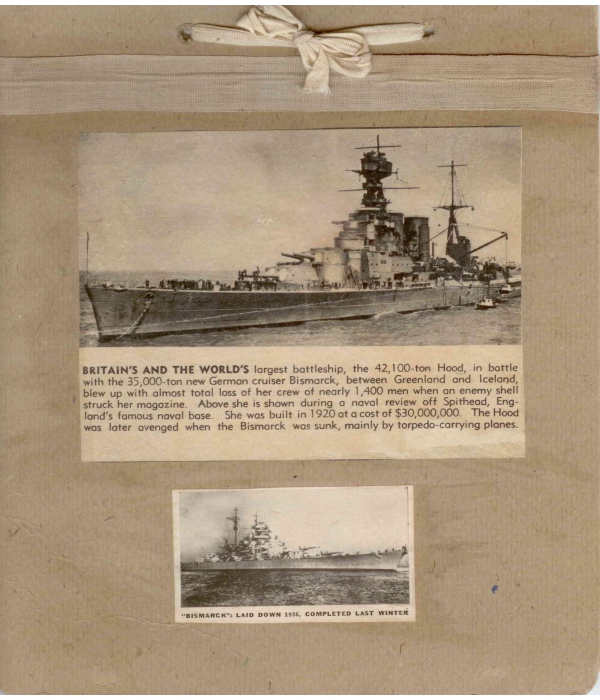 BRITAIN'S AND THE WORLD'S largest battleship, the 42,100-ton Hood, in battle
with the 35,000-ton new German cruiser Bismarck, between Greenland and Iceland,
blew up with almost total loss of her crew of nearly 1,400 men when an enemy shell
struck her magazine. Above she is shown during a naval review off Spithead, Eng-
land's famous naval base. She was built in 1920 at a cost of $30,000,000. The Hood
was later avenged when the Bismarck was sunk, mainly by torpedo-carrying planes.
"BISMARCK": LAID DOWN 1936, COMPLETED LAST WINTER